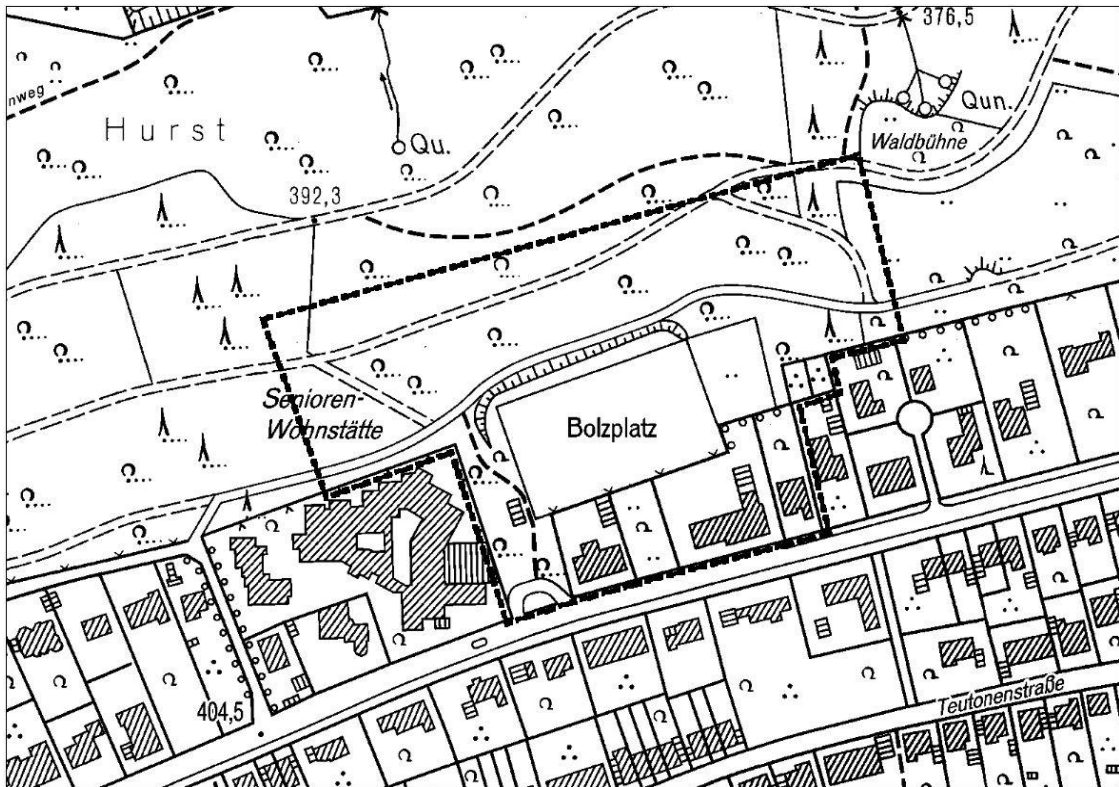 376,5
nweg
Hurst
Qu.
Qun.
Waldbühne
392,3
Senioren-
Wohnstätte
Bolzplatz
404,5
Teutonenstraße